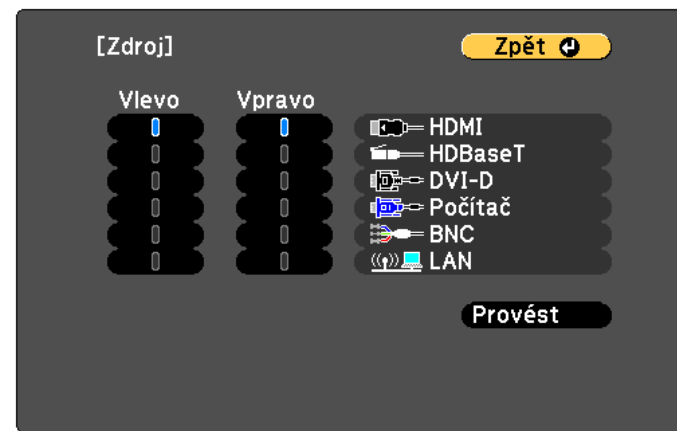 [Zdroj] Zpět
Vlevo Vpravo
HDMI
HDBaseT
DVI-D
Počítač
BNC
LAN
Provést